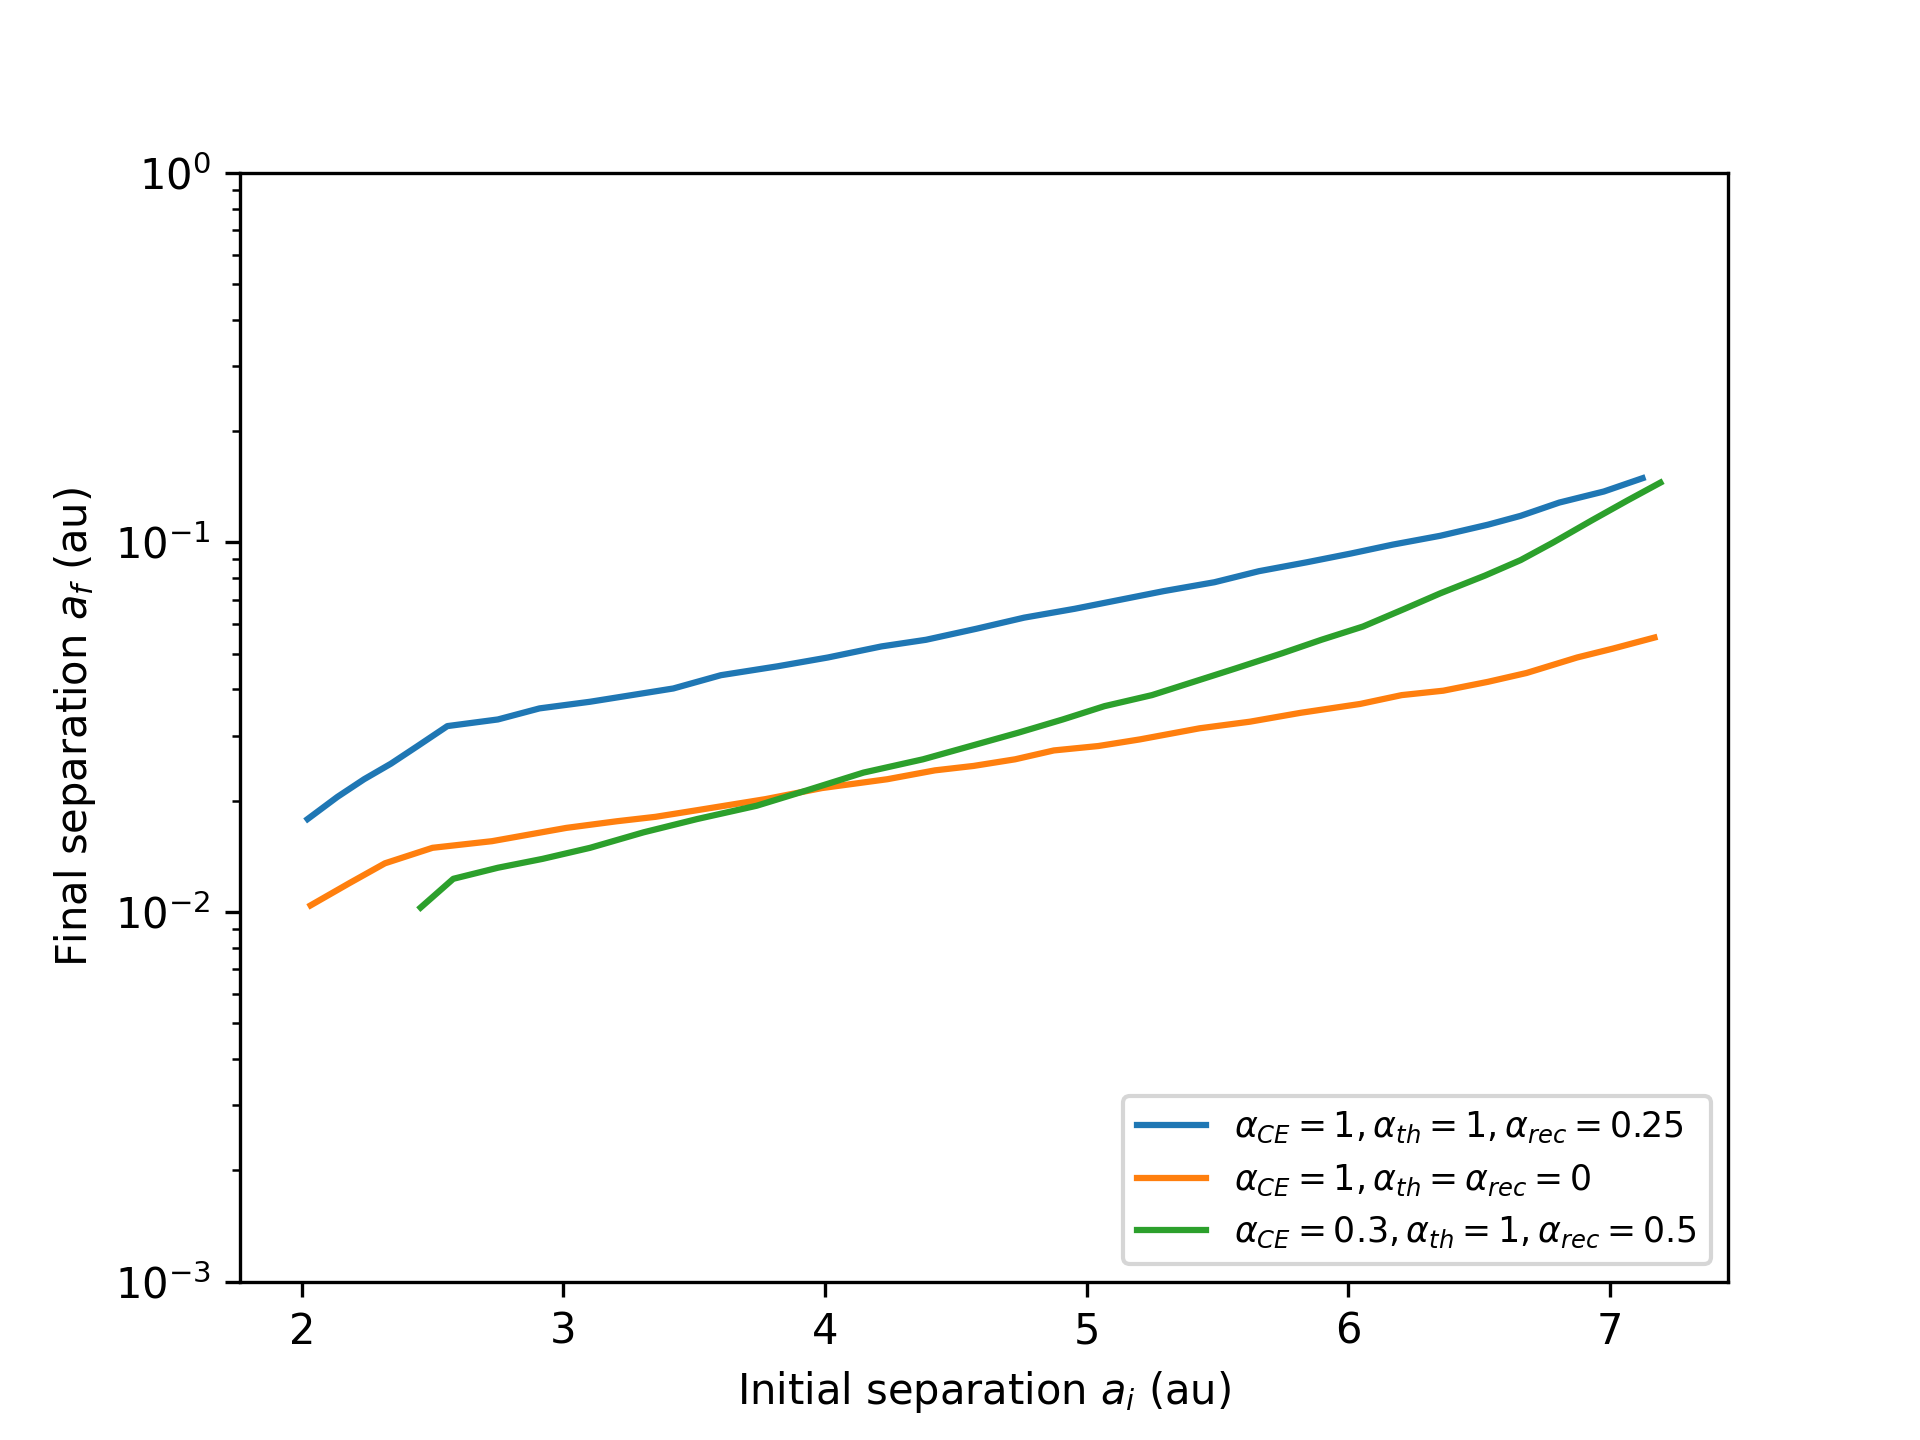 10⁰
10⁻¹
10⁻²
10⁻³
Final separation a_f (au)
2 3 4 5 6 7
Initial separation a_i (au)
α_CE = 1, α_th = 1, α_rec = 0.25
α_CE = 1, α_th = α_rec = 0
α_CE = 0.3, α_th = 1, α_rec = 0.5